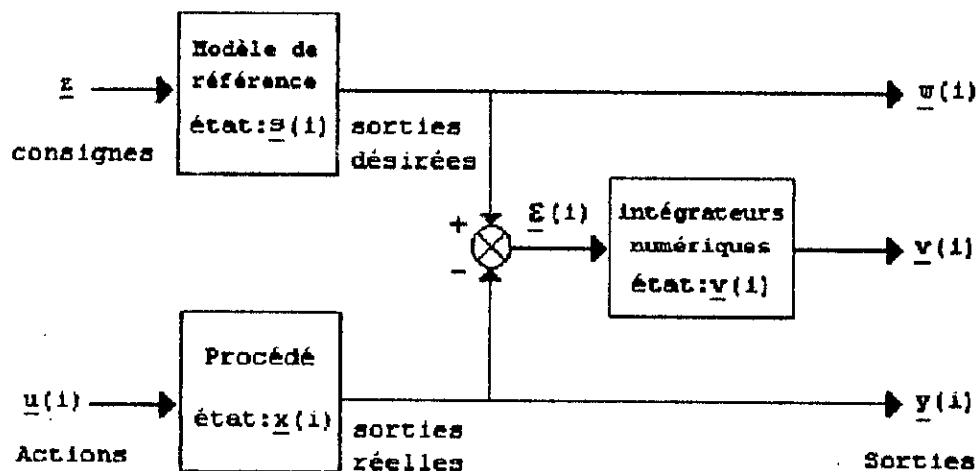 Modèle de
référence
état:s(i)
z
consignes
sorties
désirées
w(i)
+
-
ε(i)
intégrateurs
numériques
état:v(i)
v(i)
Procédé
état:x(i)
u(i)
Actions
sorties
réelles
y(i)
Sorties